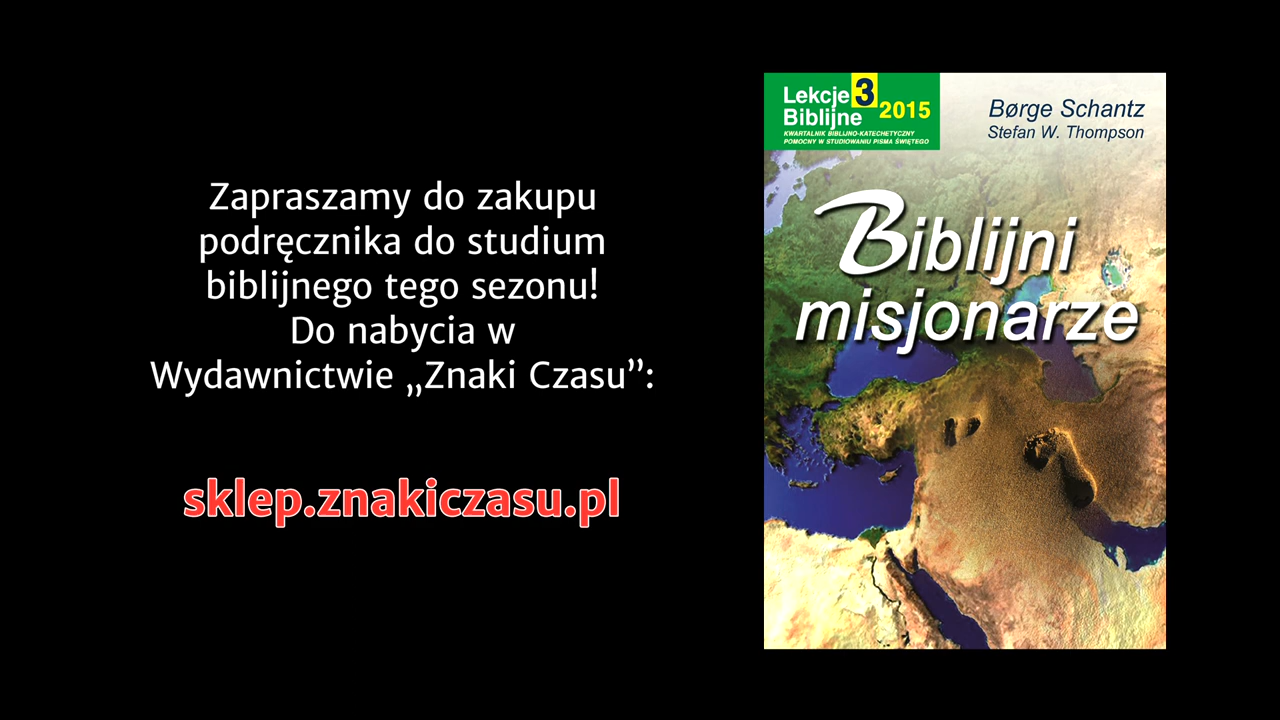 Zapraszamy do zakupu
podręcznika do studium
biblijnego tego sezonu!
Do nabycia w
Wydawnictwie „Znaki Czasu”:
sklep.znakiczasu.pl
Lekcje 3 2015
Biblijne
KWARTALNIK BIBLIJNO-KATECHETYCZNY
POMOCNY W STUDIOWANIU PISMA ŚWIĘTEGO
Børge Schantz
Stefan W. Thompson
Biblijni
misjonarze